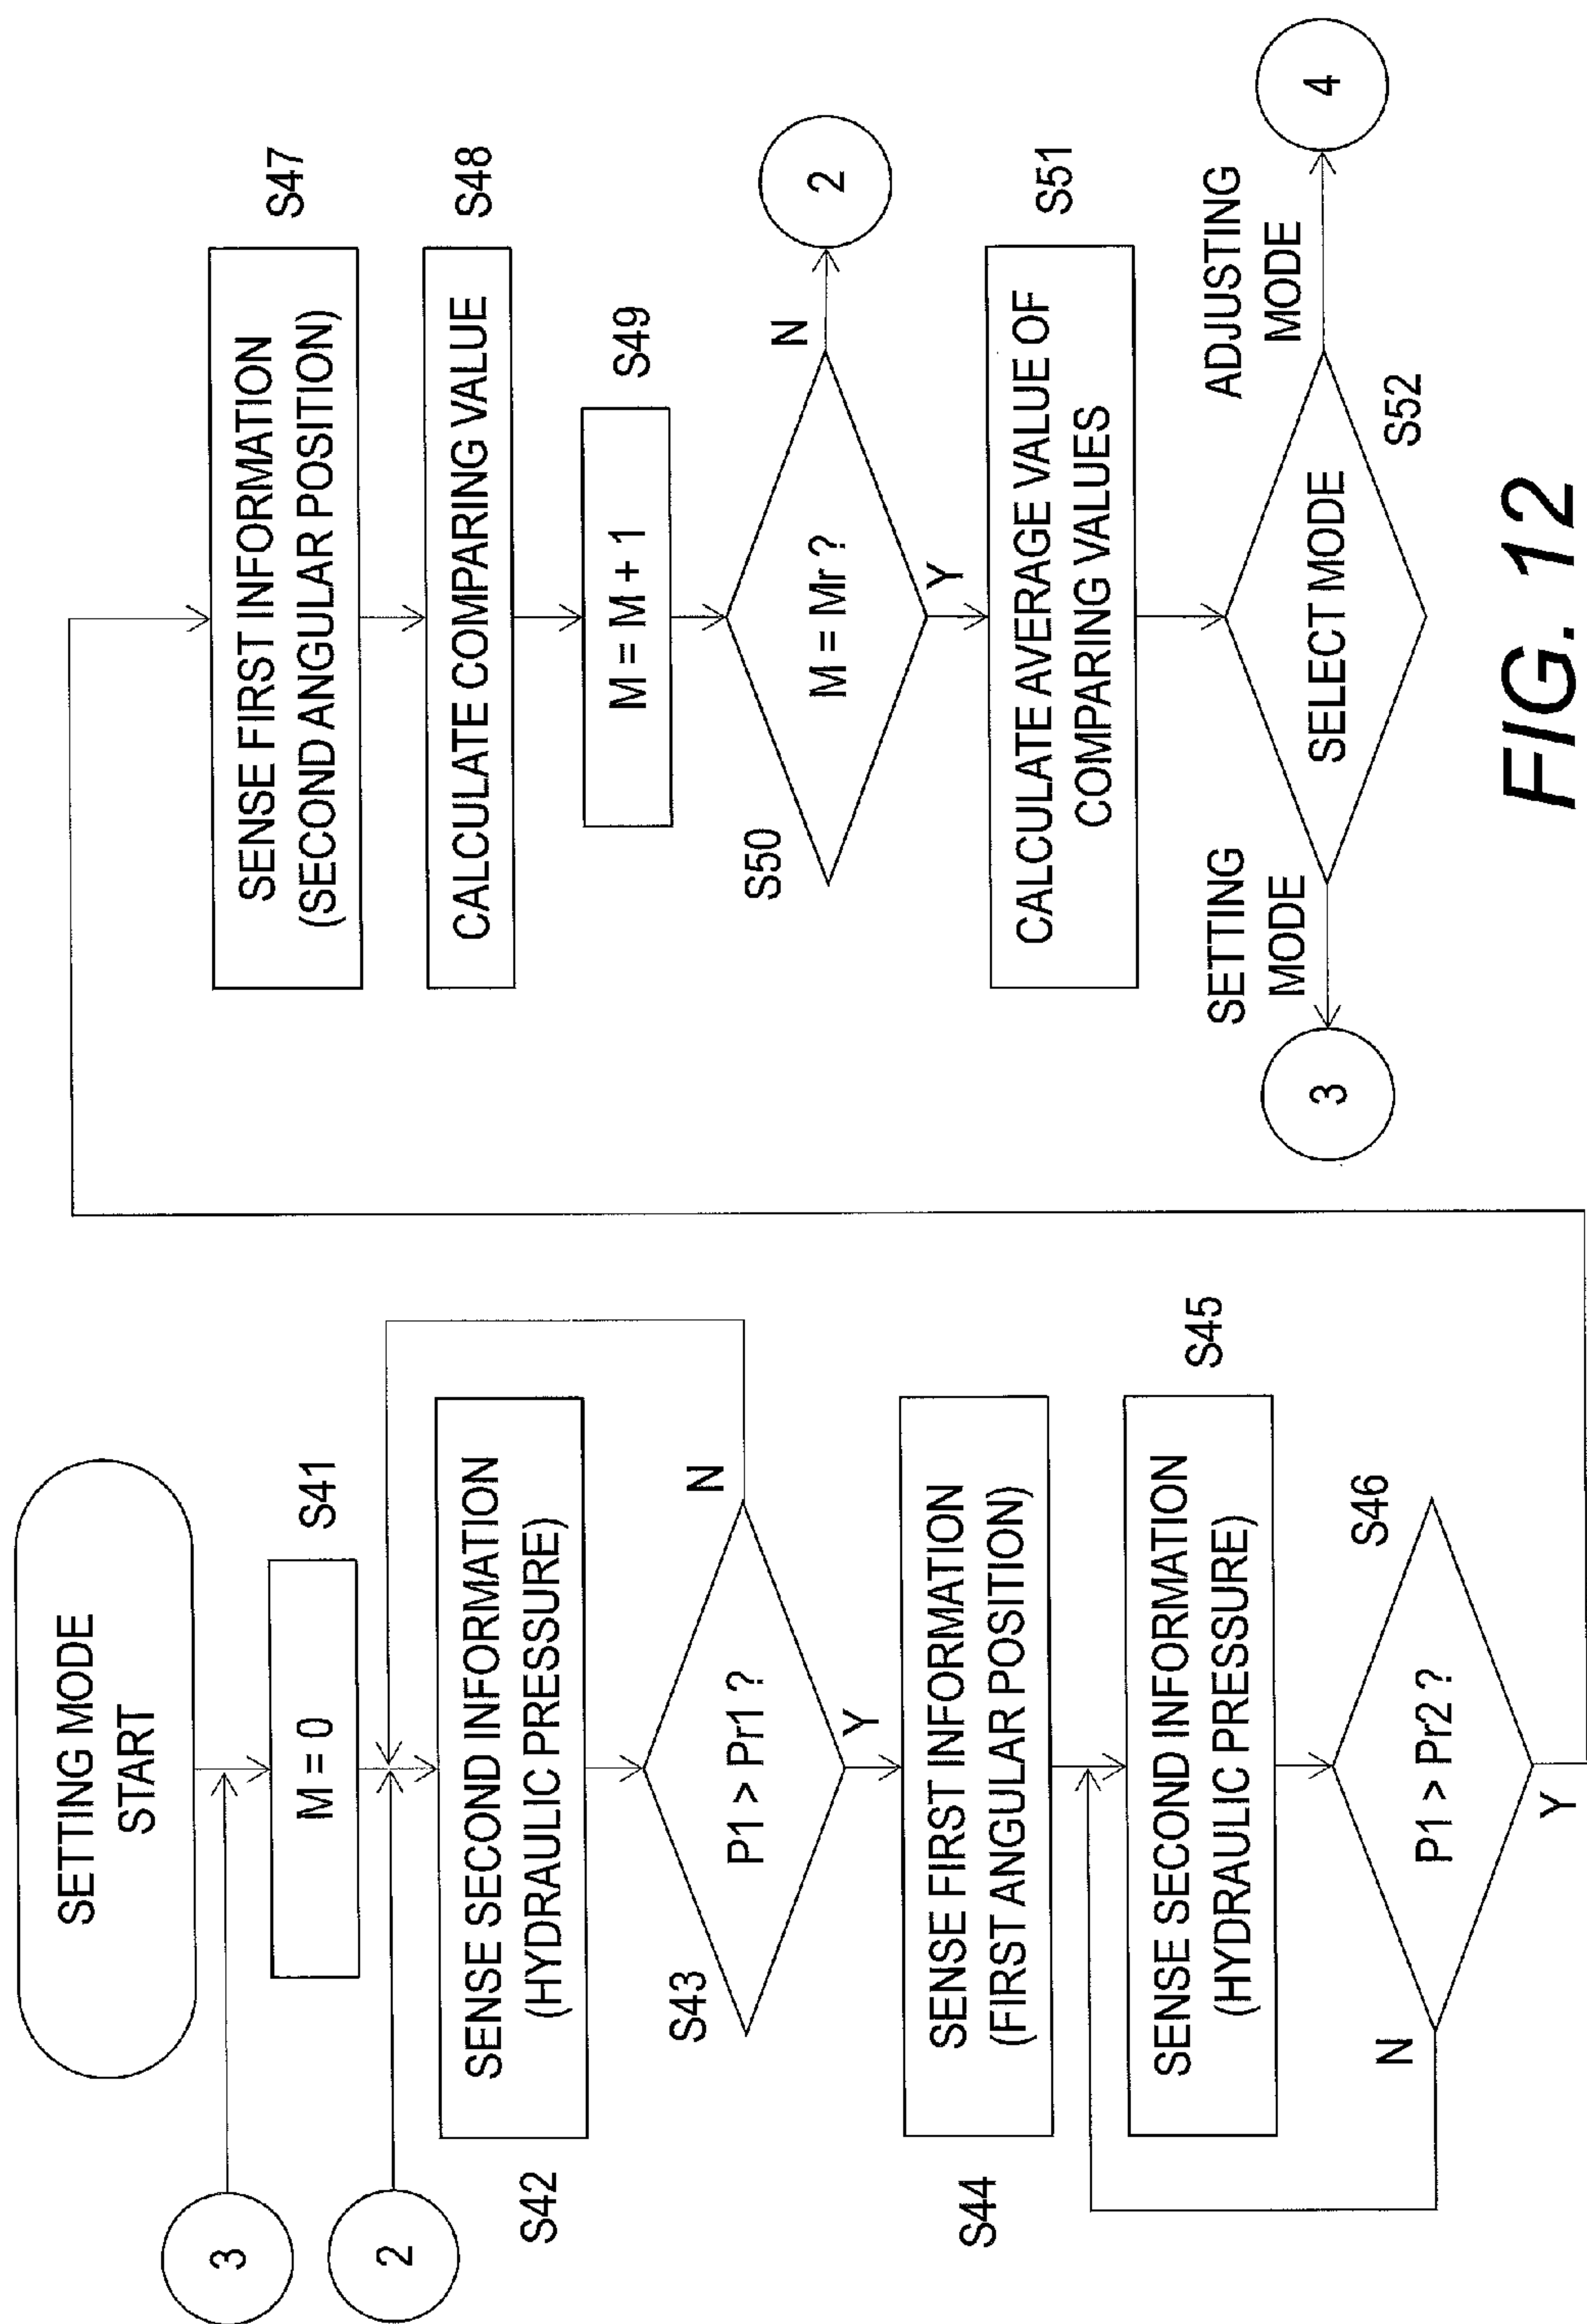 SETTING MODE
START
3
M = 0
S41
2
SENSE SECOND INFORMATION
(HYDRAULIC PRESSURE)
S42
P1 > Pr1 ?
S43
N
Y
SENSE FIRST INFORMATION
(FIRST ANGULAR POSITION)
S44
SENSE SECOND INFORMATION
(HYDRAULIC PRESSURE)
S45
P1 > Pr2 ?
S46
N
Y
SENSE FIRST INFORMATION
(SECOND ANGULAR POSITION)
S47
CALCULATE COMPARING VALUE
S48
M = M + 1
S49
M = Mr ?
S50
N
2
Y
CALCULATE AVERAGE VALUE OF
COMPARING VALUES
S51
SELECT MODE
S52
SETTING
MODE
3
ADJUSTING
MODE
4
FIG. 12